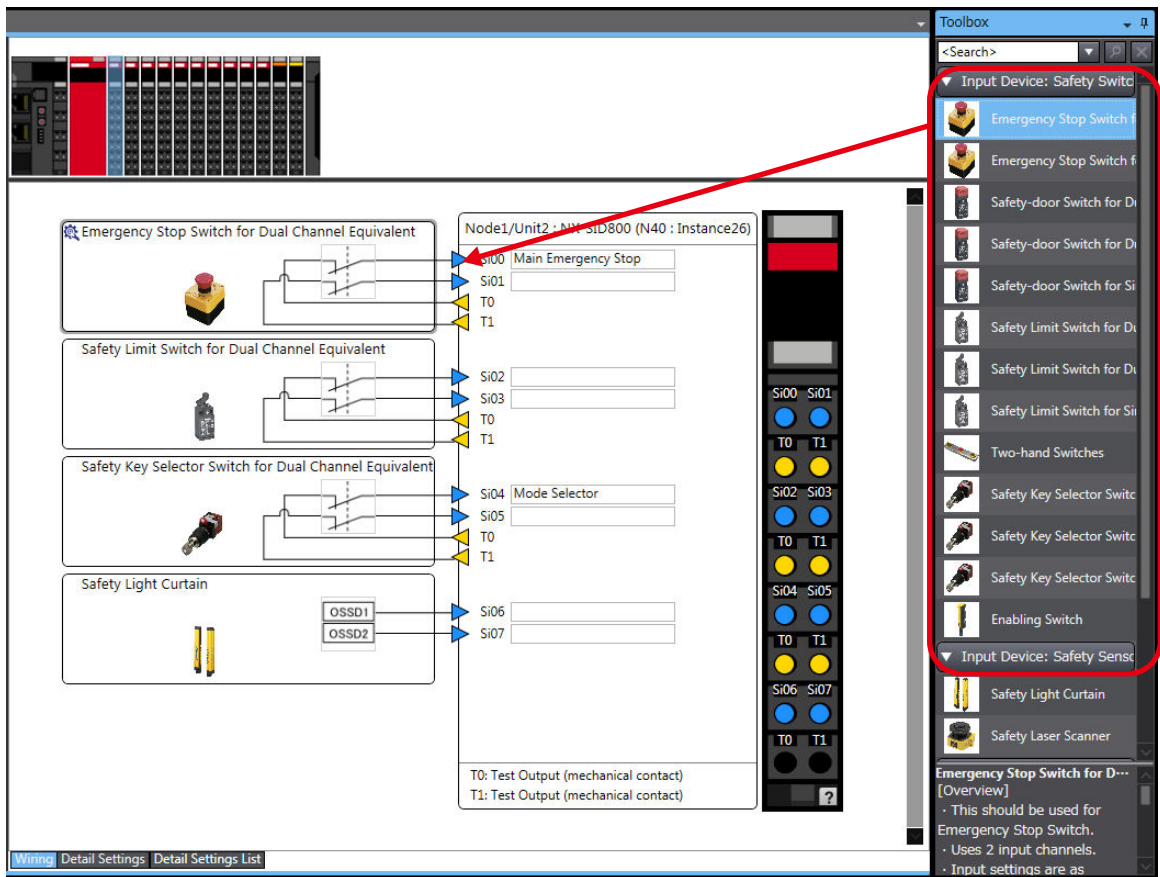 Toolbox
<Search>
Input Device: Safety Switc
Emergency Stop Switch f
Emergency Stop Switch f
Safety-door Switch for Du
Safety-door Switch for Du
Safety-door Switch for Si
Safety Limit Switch for Du
Safety Limit Switch for Du
Safety Limit Switch for Sin
Two-hand Switches
Safety Key Selector Switc
Safety Key Selector Switc
Safety Key Selector Switc
Enabling Switch
Input Device: Safety Senso
Safety Light Curtain
Safety Laser Scanner
Emergency Stop Switch for D···
[Overview]
· This should be used for
Emergency Stop Switch.
· Uses 2 input channels.
· Input settings are as
Emergency Stop Switch for Dual Channel Equivalent
Node1/Unit2 : NX-SID800 (N40 : Instance26)
Si00 Main Emergency Stop
Si01
T0
T1
Safety Limit Switch for Dual Channel Equivalent
Si02
Si03
T0
T1
Safety Key Selector Switch for Dual Channel Equivalent
Si04 Mode Selector
Si05
T0
T1
Safety Light Curtain
OSSD1 Si06
OSSD2 Si07
T0: Test Output (mechanical contact)
T1: Test Output (mechanical contact)
Si00 Si01
T0 T1
Si02 Si03
T0 T1
Si04 Si05
T0 T1
Si06 Si07
T0 T1
?
Wiring Detail Settings Detail Settings List